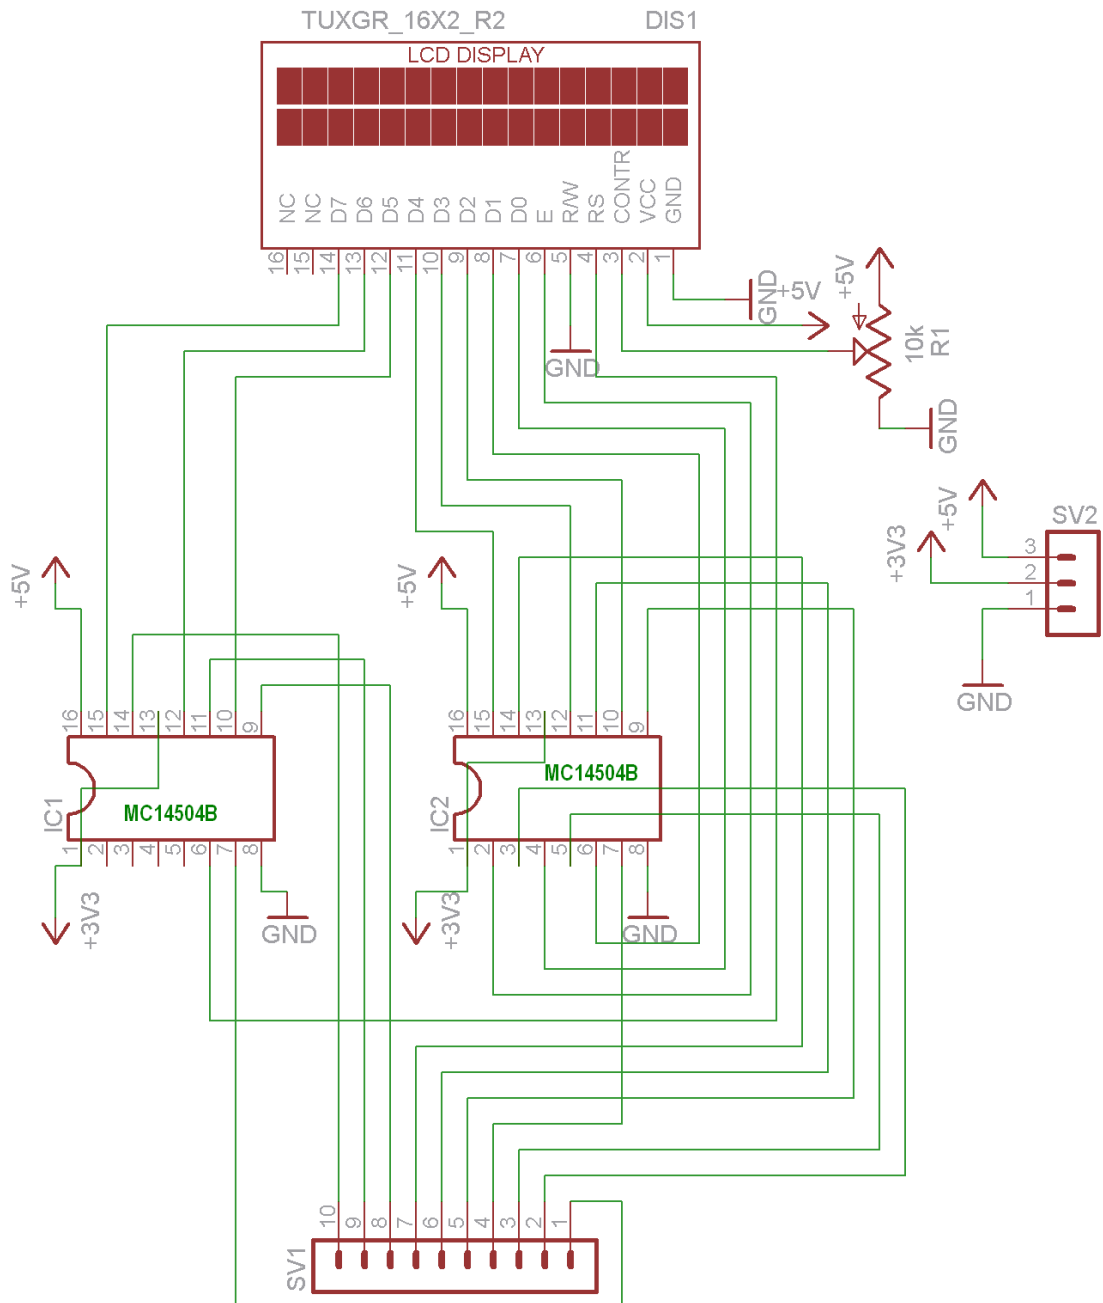 TUXGR_16X2_R2 DIS1
LCD DISPLAY
NC NC D7 D6 D5 D4 D3 D2 D1 D0 E R/W RS CONTR VCC GND
16 15 14 13 12 11 10 9 8 7 6 5 4 3 2 1
GND
+5V
+5V
10k
R1
GND
GND
+5V
+3V3
SV2
3
2
1
GND
+5V
+5V
16 15 14 13 12 11 10 9
MC14504B
IC1
1 2 3 4 5 6 7 8
+3V3
GND
16 15 14 13 12 11 10 9
MC14504B
IC2
1 2 3 4 5 6 7 8
+3V3
GND
10 9 8 7 6 5 4 3 2 1
SV1